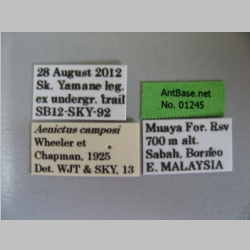 28 August 2012
Sk. Yamane leg.
ex undergr. trail
SB12-SKY-92
AntBase.net
No. 01245
Aenictus camposi
Wheeler et
Chapman, 1925
Det. WJT & SKY, 13
Muaya For. Rsv
700 m alt.
Sabah, Borneo
E. MALAYSIA